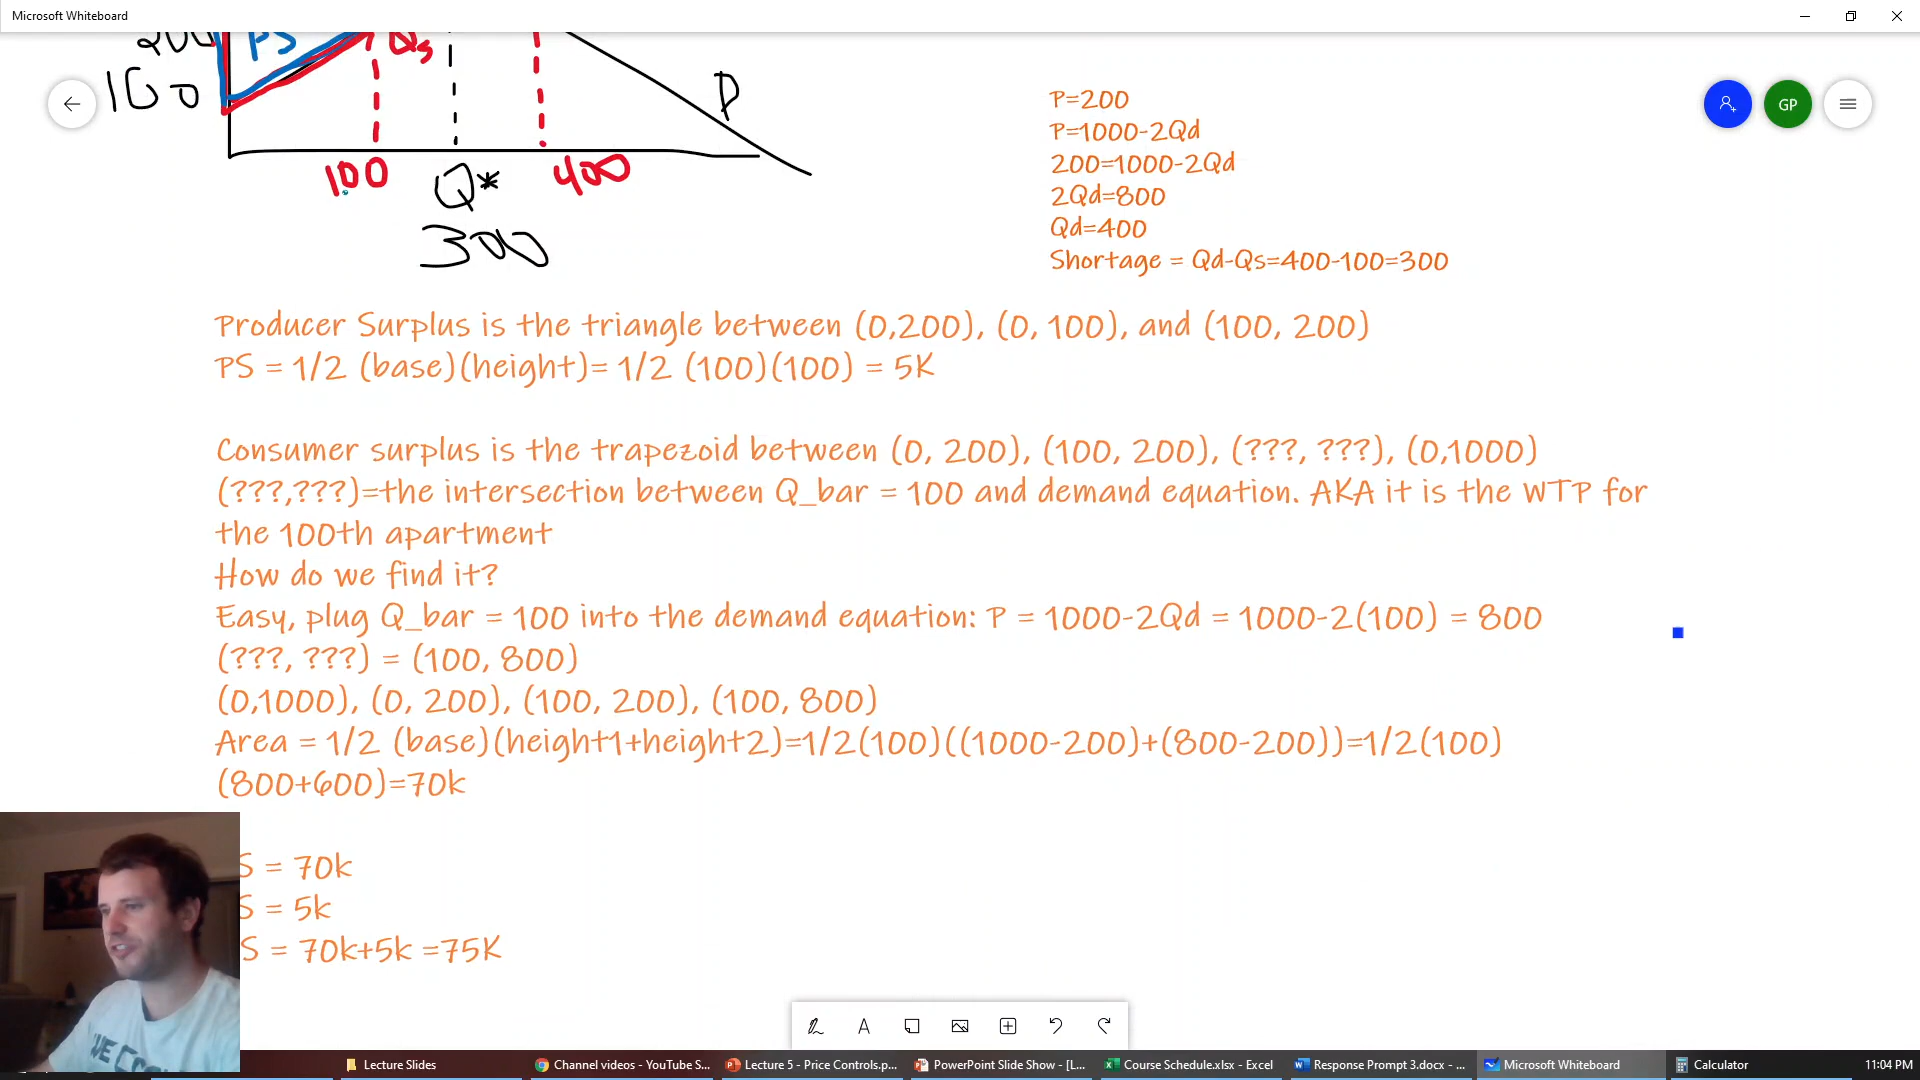 Microsoft Whiteboard
200
PS
Qs
100
D
100
Q*
400
300
GP
P=200
P=1000-2Qd
200=1000-2Qd
2Qd=800
Qd=400
Shortage = Qd-Qs=400-100=300
Producer Surplus is the triangle between (0,200), (0, 100), and (100, 200)
PS = 1/2 (base)(height)= 1/2 (100)(100) = 5K
Consumer surplus is the trapezoid between (0, 200), (100, 200), (???, ???), (0,1000)
(???,???)=the intersection between Q_bar = 100 and demand equation. AKA it is the WTP for
the 100th apartment
How do we find it?
Easy, plug Q_bar = 100 into the demand equation: P = 1000-2Qd = 1000-2(100) = 800
(???, ???) = (100, 800)
(0,1000), (0, 200), (100, 200), (100, 800)
Area = 1/2 (base)(height1+height2)=1/2(100)((1000-200)+(800-200))=1/2(100)
(800+600)=70k
S = 70k
S = 5k
S = 70k+5k =75K
A
Lecture Slides
Channel videos - YouTube S...
Lecture 5 - Price Controls.p...
PowerPoint Slide Show - [L...
Course Schedule.xlsx - Excel
Response Prompt 3.docx - ...
Microsoft Whiteboard
Calculator
11:04 PM